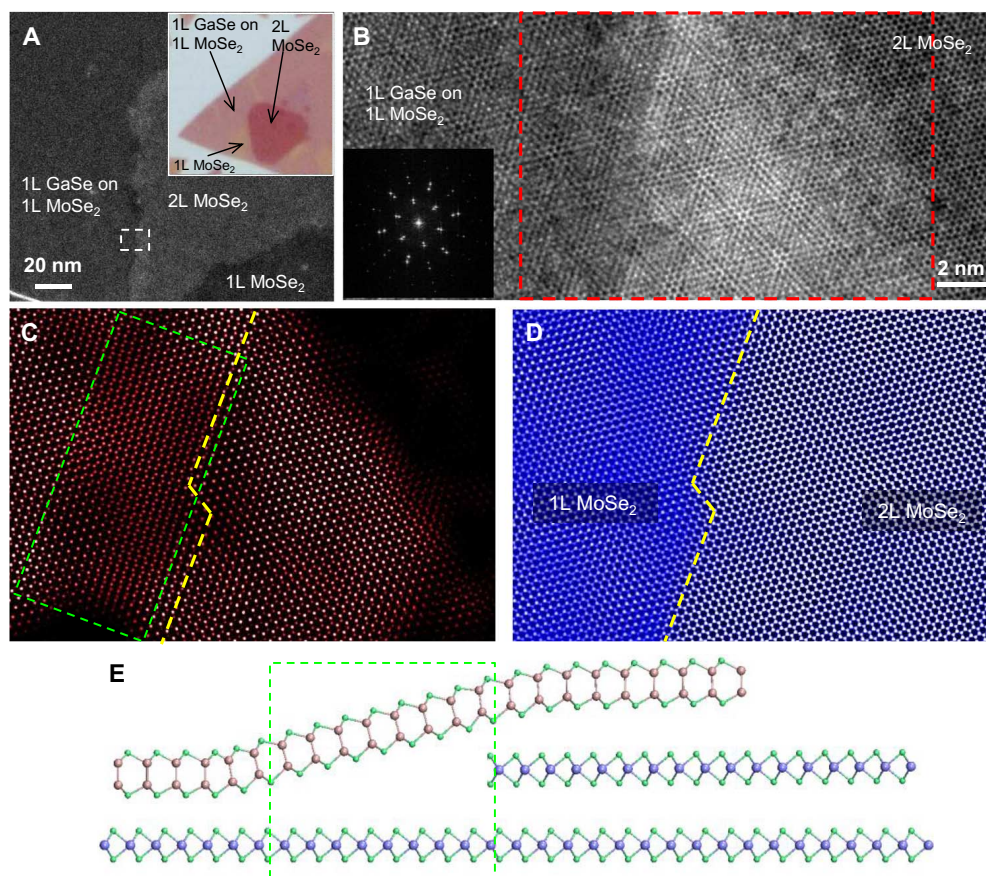 A
1L GaSe on
1L MoSe₂
2L
MoSe₂
1L MoSe₂
1L GaSe on
1L MoSe₂
2L MoSe₂
20 nm
1L MoSe₂
B
2L MoSe₂
1L GaSe on
1L MoSe₂
2 nm
C
D
1L MoSe₂
2L MoSe₂
E